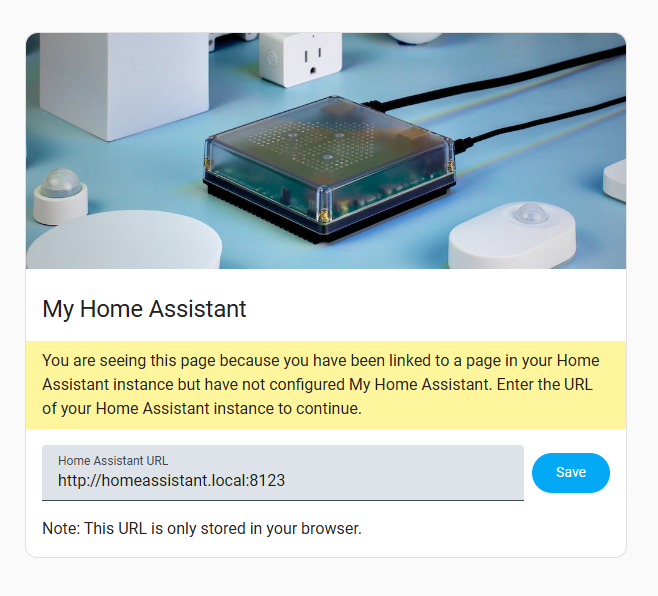 My Home Assistant
You are seeing this page because you have been linked to a page in your Home
Assistant instance but have not configured My Home Assistant. Enter the URL
of your Home Assistant instance to continue.
Home Assistant URL
http://homeassistant.local:8123
Save
Note: This URL is only stored in your browser.